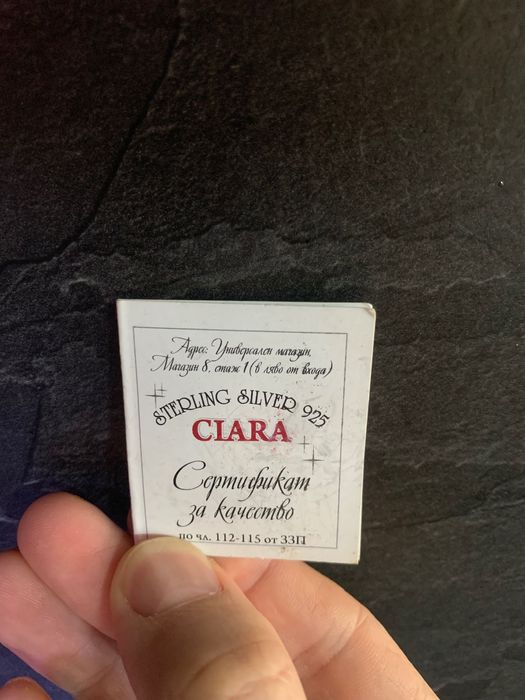 Адрес: Универсален магазин,
Магазин 8, етаж 1 (в ляво от входа)
STERLING SILVER 925
CIARA
Сертификат
за качество
по чл. 112-115 от ЗЗП